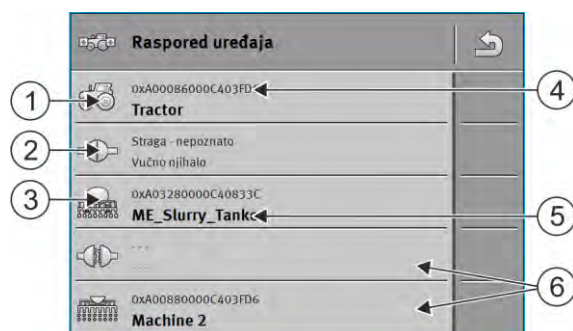 Raspored uređaja
0xA00086000C403FD
Tractor
Straga - nepoznato
Vučno njihalo
0xA03280000C40833C
ME_Slurry_Tank
- - -
- - -
0xA00880000C403FD6
Machine 2
1
2
3
4
5
6